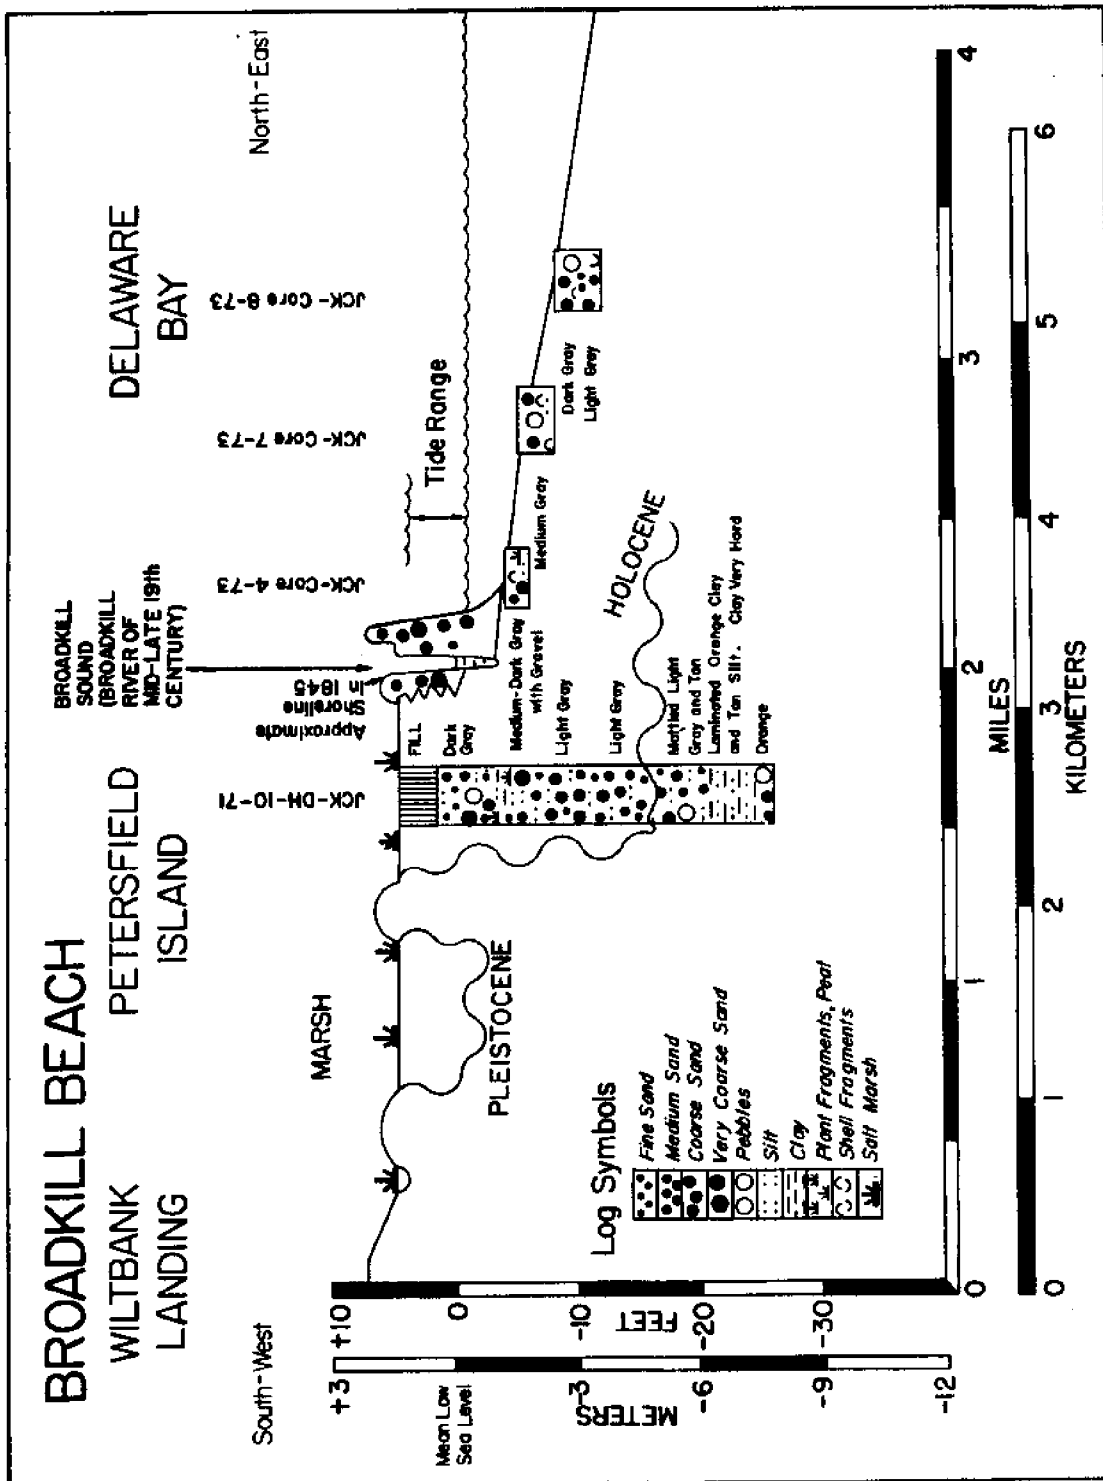 BROADKILL BEACH
WILTBANK
LANDING
PETERSFIELD
ISLAND
DELAWARE
BAY
BROADKILL
SOUND
(BROADKILL
RIVER OF
MID-LATE 19th
CENTURY)
South-West
North-East
JCK-DH-10-71
Approximate
Shoreline
In 1845
JCK-Core 4-73
JCK-Core 7-73
JCK-Core 8-73
MARSH
Tide Range
FILL
Dark
Gray
Medium-Dark Gray
with Gravel
Light Gray
Light Gray
Mottled Light
Gray and Tan
Laminated Orange Clay
and Tan Silt. Clay Very Hard
Orange
Medium Gray
Dark Gray
Light Gray
PLEISTOCENE
HOLOCENE
Log Symbols
Fine Sand
Medium Sand
Coarse Sand
Very Coarse Sand
Pebbles
Silt
Clay
Plant Fragments, Peat
Shell Fragments
Salt Marsh
+3
Mean Low
Sea Level
-3
METERS
-6
-9
-12
+10
0
-10
FEET
-20
-30
0
1
2
3
4
MILES
0
1
2
3
4
5
6
KILOMETERS